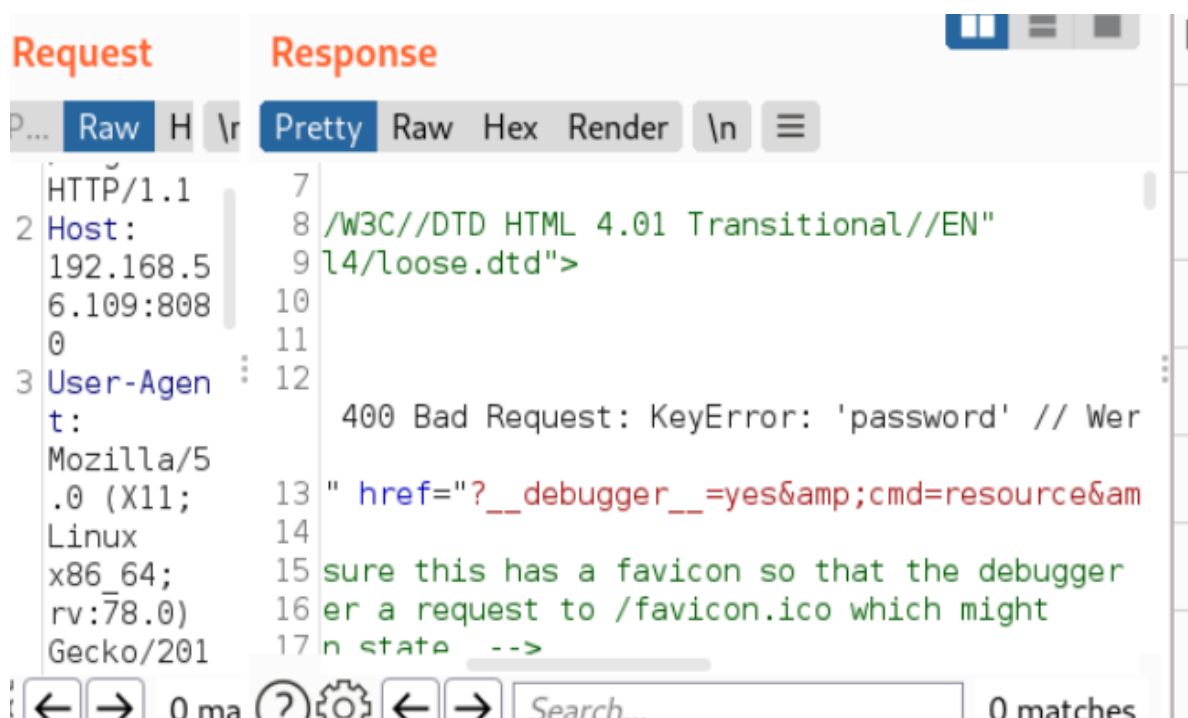 Request
Response
P... Raw H \n
Pretty Raw Hex Render \n
HTTP/1.1
2 Host:
192.168.5
6.109:808
0
3 User-Agen
t:
Mozilla/5
.0 (X11;
Linux
x86_64;
rv:78.0)
Gecko/201
0 ma
7
8 /W3C//DTD HTML 4.01 Transitional//EN"
9 l4/loose.dtd">
10
11
12
400 Bad Request: KeyError: 'password' // Wer
13 " href="?__debugger__=yes&amp;cmd=resource&am
14
15 sure this has a favicon so that the debugger
16 er a request to /favicon.ico which might
17 n state -->
Search...
0 matches